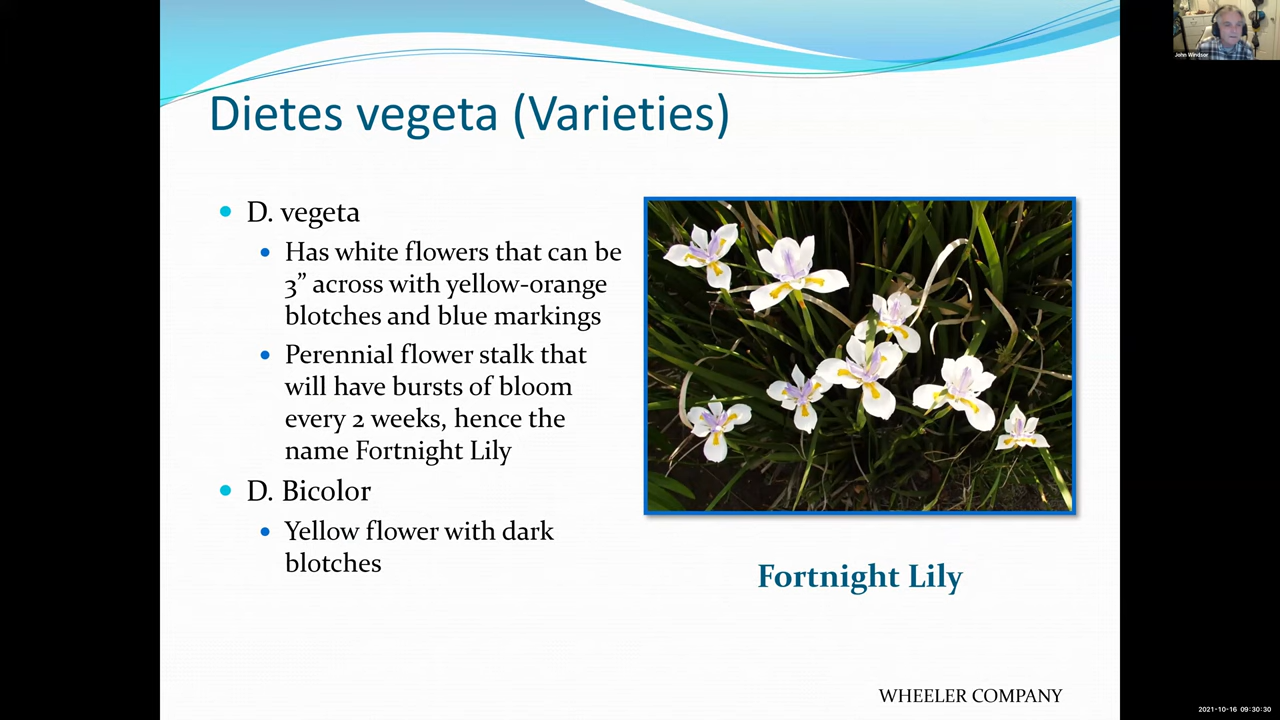 John Windsor
Dietes vegeta (Varieties)
D. vegeta
Has white flowers that can be
3” across with yellow-orange
blotches and blue markings
Perennial flower stalk that
will have bursts of bloom
every 2 weeks, hence the
name Fortnight Lily
D. Bicolor
Yellow flower with dark
blotches
Fortnight Lily
WHEELER COMPANY
2021-10-16 09:30:30